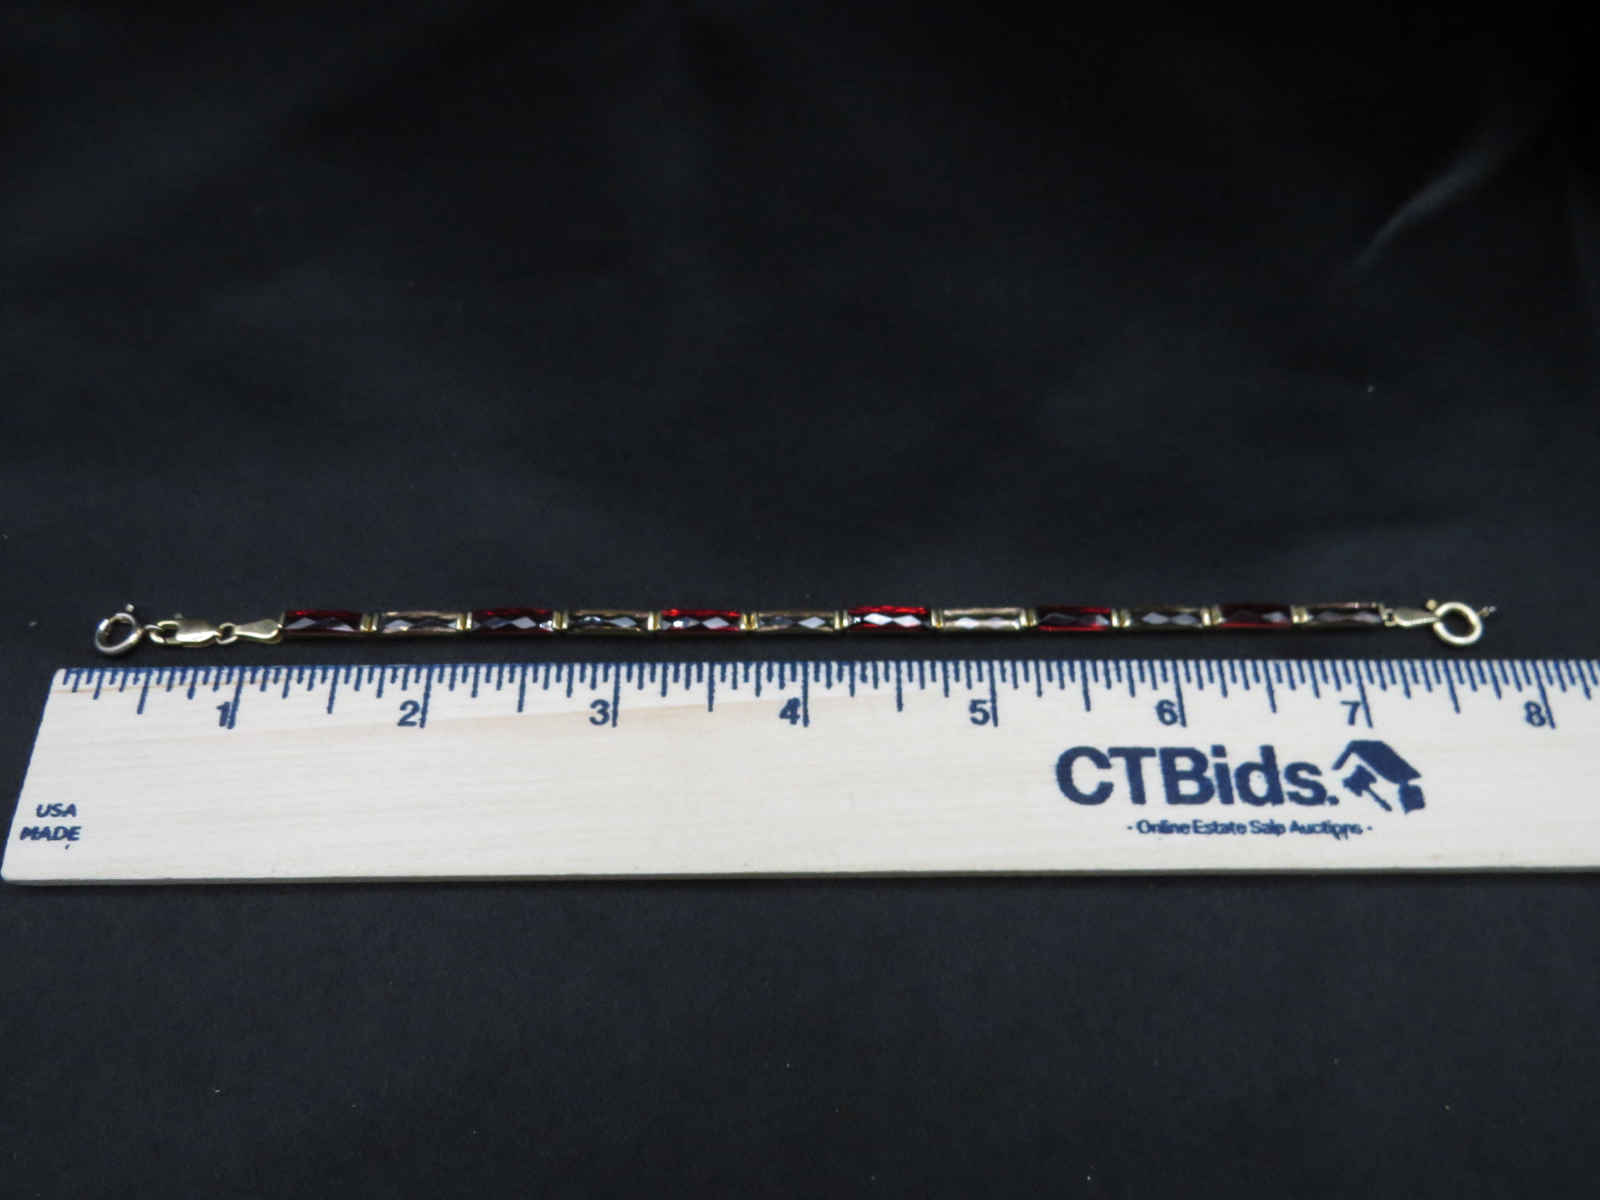 1 2 3 4 5 6 7 8
CTBids.
- Online Estate Sale Auctions -
USA
MADE